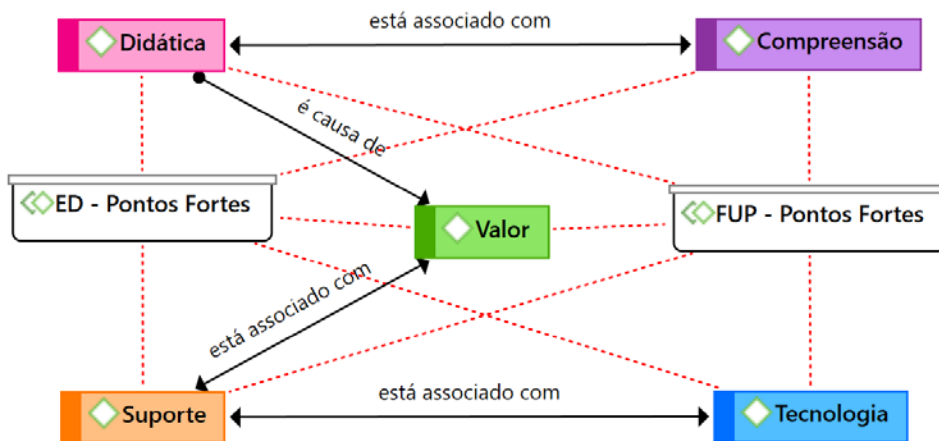 está associado com
Didática
Compreensão
é causa de
ED - Pontos Fortes
Valor
FUP - Pontos Fortes
está associado com
está associado com
Suporte
Tecnologia